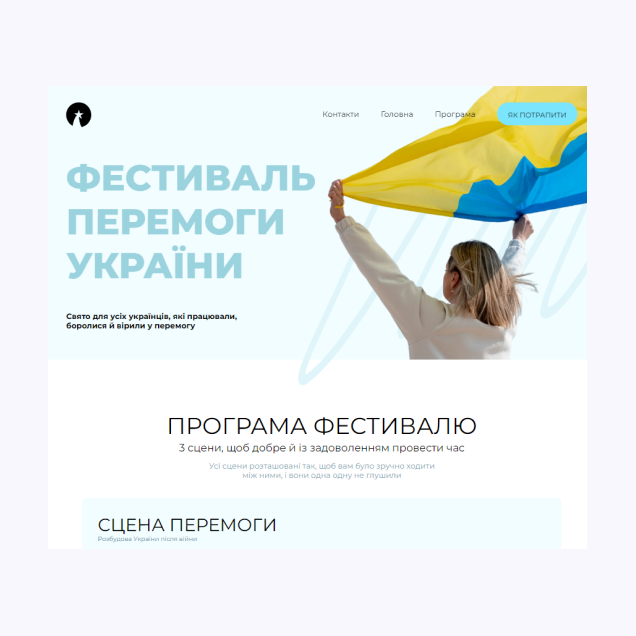 Контакти
Головна
Програма
ЯК ПОТРАПИТИ
ФЕСТИВАЛЬ
ПЕРЕМОГИ
УКРАЇНИ
Свято для усіх українців, які працювали,
боролися й вірили у перемогу
ПРОГРАМА ФЕСТИВАЛЮ
3 сцени, щоб добре й із задоволенням провести час
Усі сцени розташовані так, щоб вам було зручно ходити
між ними, і вони одна одну не глушили
СЦЕНА ПЕРЕМОГИ
Розбудова України після війни